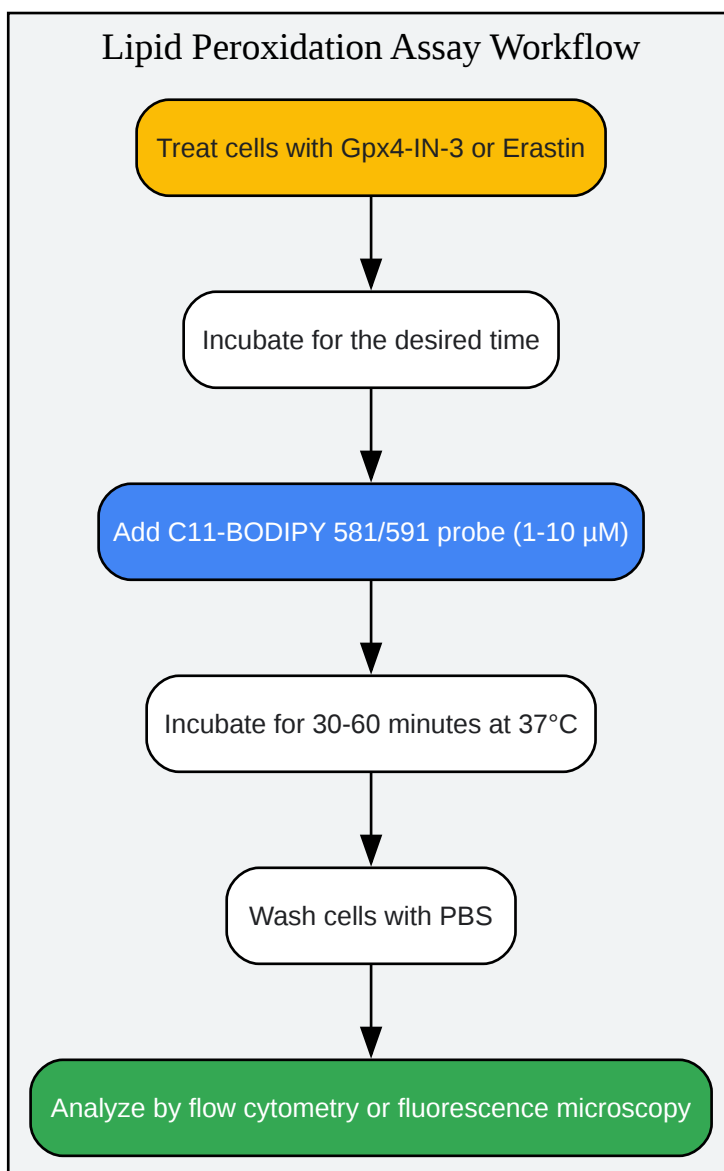 Lipid Peroxidation Assay Workflow
Treat cells with Gpx4-IN-3 or Erastin
Incubate for the desired time
Add C11-BODIPY 581/591 probe (1-10 µM)
Incubate for 30-60 minutes at 37°C
Wash cells with PBS
Analyze by flow cytometry or fluorescence microscopy